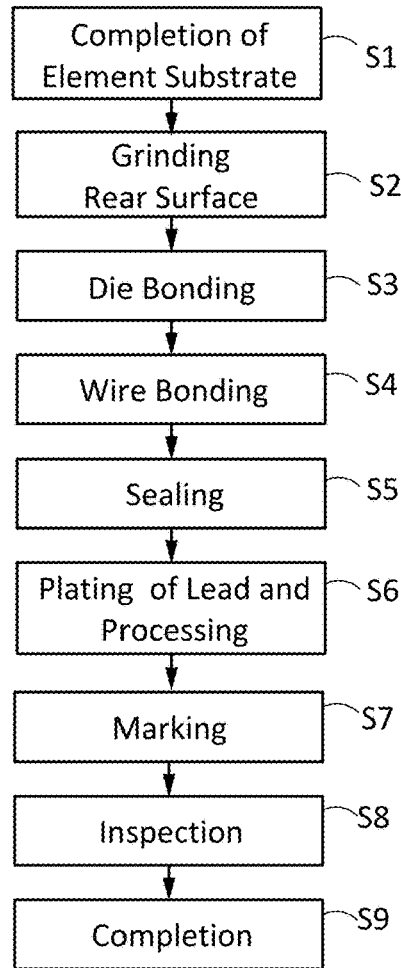 Completion of
Element Substrate
S1
Grinding
Rear Surface
S2
Die Bonding
S3
Wire Bonding
S4
Sealing
S5
Plating of Lead and
Processing
S6
Marking
S7
Inspection
S8
Completion
S9